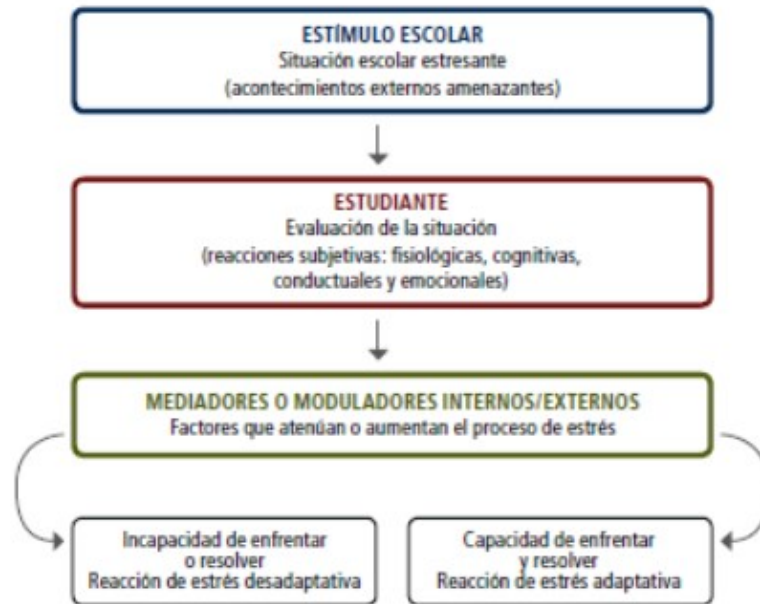 ESTÍMULO ESCOLAR
Situación escolar estresante
(acontecimientos externos amenazantes)
ESTUDIANTE
Evaluación de la situación
(reacciones subjetivas: fisiológicas, cognitivas,
conductuales y emocionales)
MEDIADORES O MODULADORES INTERNOS/EXTERNOS
Factores que atenúan o aumentan el proceso de estrés
Incapacidad de enfrentar
o resolver
Reacción de estrés desadaptativa
Capacidad de enfrentar
y resolver
Reacción de estrés adaptativa